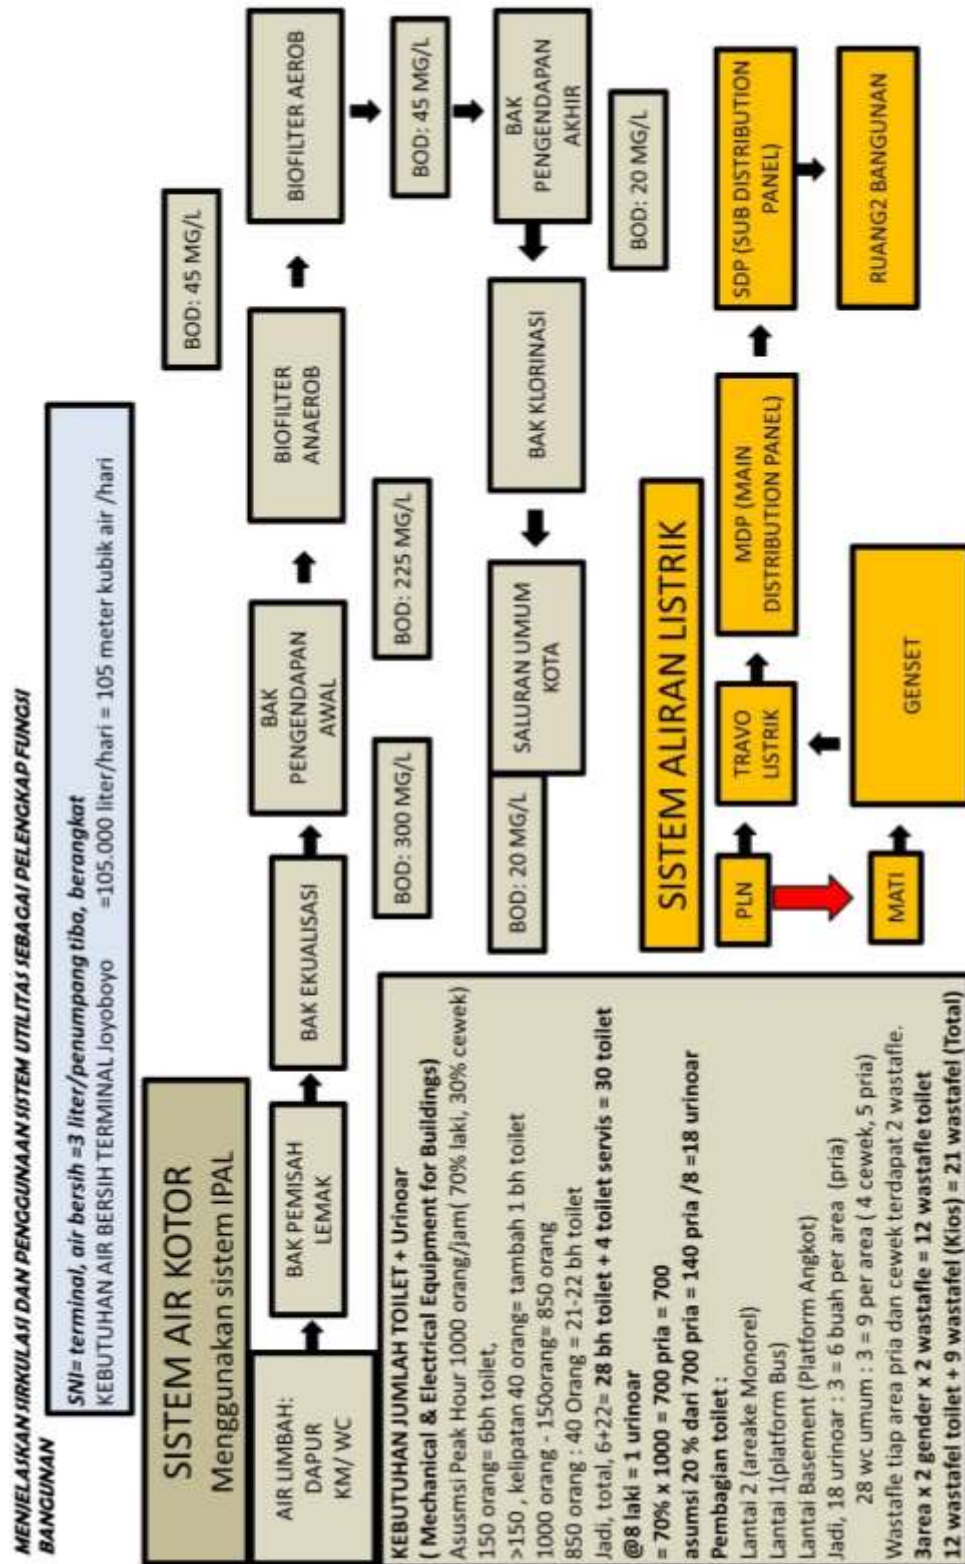 MENJELASKAN SIRKULASI DAN PENGGUNAAN SISTEM UTILITAS SEBAGAI PELENGKAP FUNGSI
BANGUNAN
SNI= terminal, air bersih =3 liter/penumpang tiba, berangkat
KEBUTUHAN AIR BERSIH TERMINAL Joyoboyo =105.000 liter/hari = 105 meter kubik air /hari
SISTEM AIR KOTOR
Menggunakan sistem IPAL
AIR LIMBAH:
DAPUR
KM/ WC
BAK PEMISAH
LEMAK
BAK EKUALISASI
BOD: 300 MG/L
BAK
PENGENDAPAN
AWAL
BOD: 225 MG/L
BIOFILTER
ANAEROB
BOD: 45 MG/L
BIOFILTER AEROB
BOD: 45 MG/L
BAK
PENGENDAPAN
AKHIR
BOD: 20 MG/L
BAK KLORINASI
SALURAN UMUM
KOTA
BOD: 20 MG/L
KEBUTUHAN JUMLAH TOILET + Urinoar
( Mechanical & Electrical Equipment for Buildings)
Asusmsi Peak Hour 1000 orang/jam( 70% laki, 30% cewek)
150 orang= 6bh toilet,
>150 , kelipatan 40 orang= tambah 1 bh toilet
1000 orang - 150orang= 850 orang
850 orang : 40 Orang = 21-22 bh toilet
Jadi, total, 6+22= 28 bh toilet + 4 toilet servis = 30 toilet
@8 laki = 1 urinoar
= 70% x 1000 = 700 pria = 700
asumsi 20 % dari 700 pria = 140 pria /8 =18 urinoar
Pembagian toilet :
Lantai 2 (areake Monorel)
Lantai 1(platform Bus)
Lantai Basement (Platform Angkot)
Jadi, 18 urinoar : 3 = 6 buah per area (pria)
28 wc umum : 3 = 9 per area ( 4 cewek, 5 pria)
Wastafle tiap area pria dan cewek terdapat 2 wastafle.
3area x 2 gender x 2 wastafle = 12 wastafle toilet
12 wastafel toilet + 9 wastafel (Kios) = 21 wastafel (Total)
SISTEM ALIRAN LISTRIK
PLN
TRAVO
LISTRIK
MDP (MAIN
DISTRIBUTION PANEL)
SDP (SUB DISTRIBUTION
PANEL)
MATI
GENSET
RUANG2 BANGUNAN